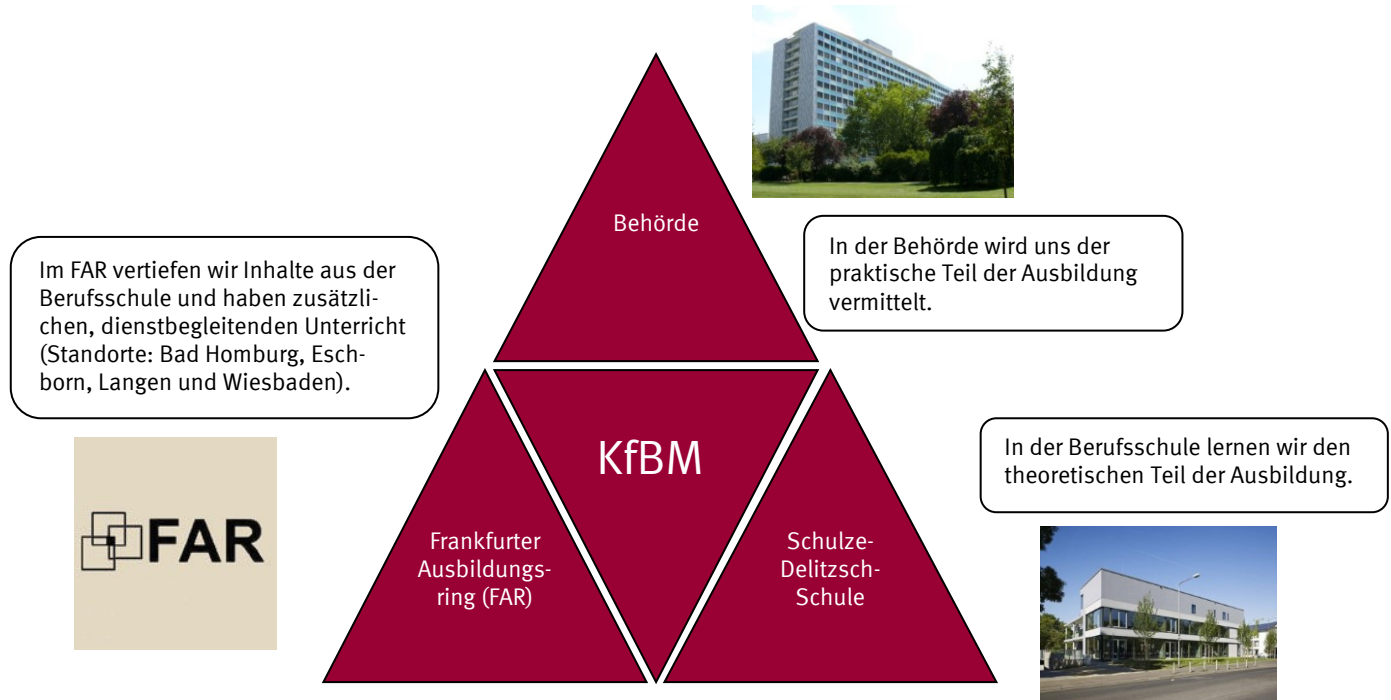 Behörde
In der Behörde wird uns der
praktische Teil der Ausbildung
vermittelt.
Im FAR vertiefen wir Inhalte aus der
Berufsschule und haben zusätzli-
chen, dienstbegleitenden Unterricht
(Standorte: Bad Homburg, Esch-
born, Langen und Wiesbaden).
KfBM
In der Berufsschule lernen wir den
theoretischen Teil der Ausbildung.
FAR
Frankfurter
Ausbildungs-
ring (FAR)
Schulze-
Delitzsch-
Schule